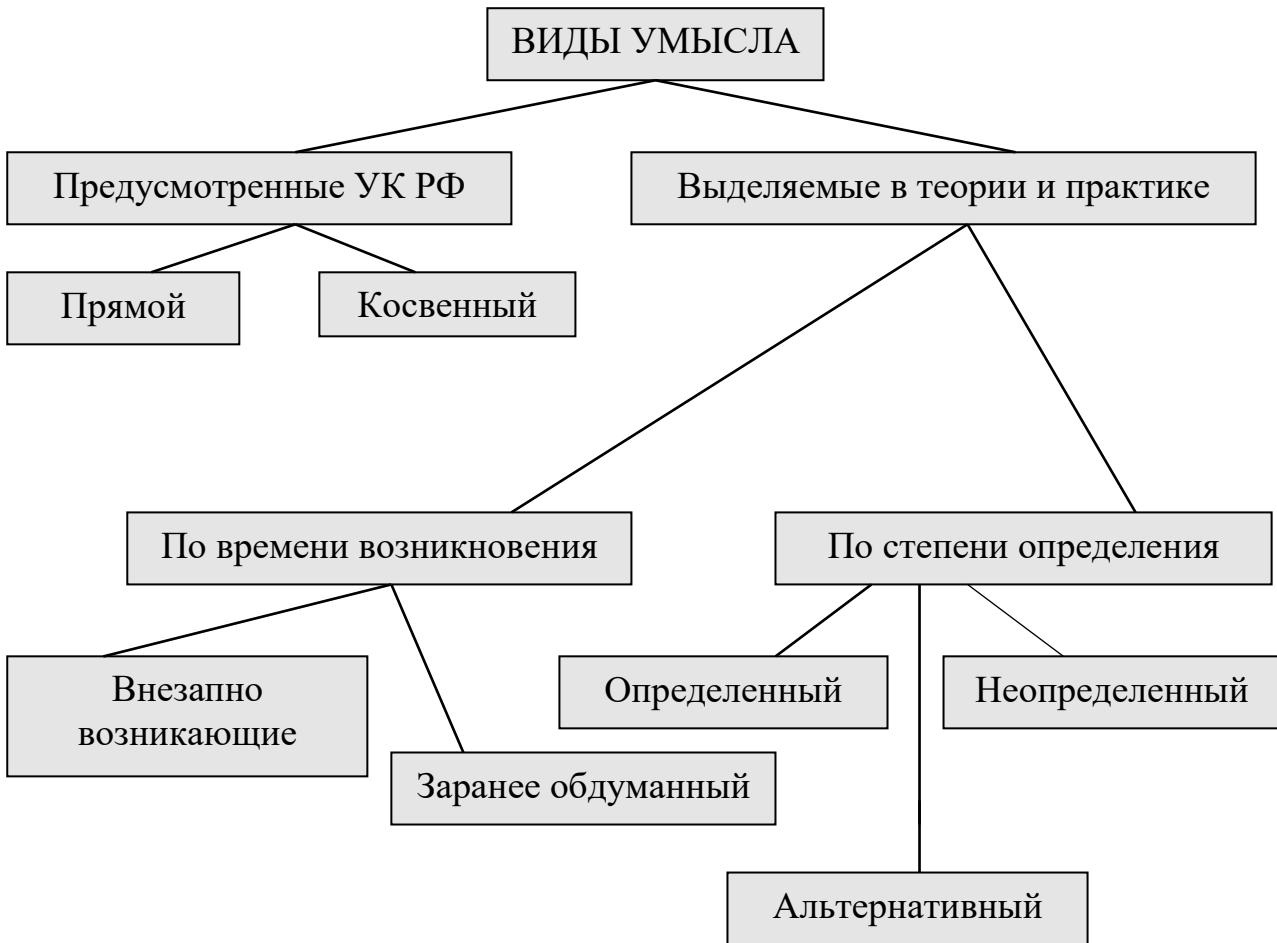 ВИДЫ УМЫСЛА
Предусмотренные УК РФ
Выделяемые в теории и практике
Прямой
Косвенный
По времени возникновения
По степени определения
Внезапно
возникающие
Определенный
Неопределенный
Заранее обдуманный
Альтернативный